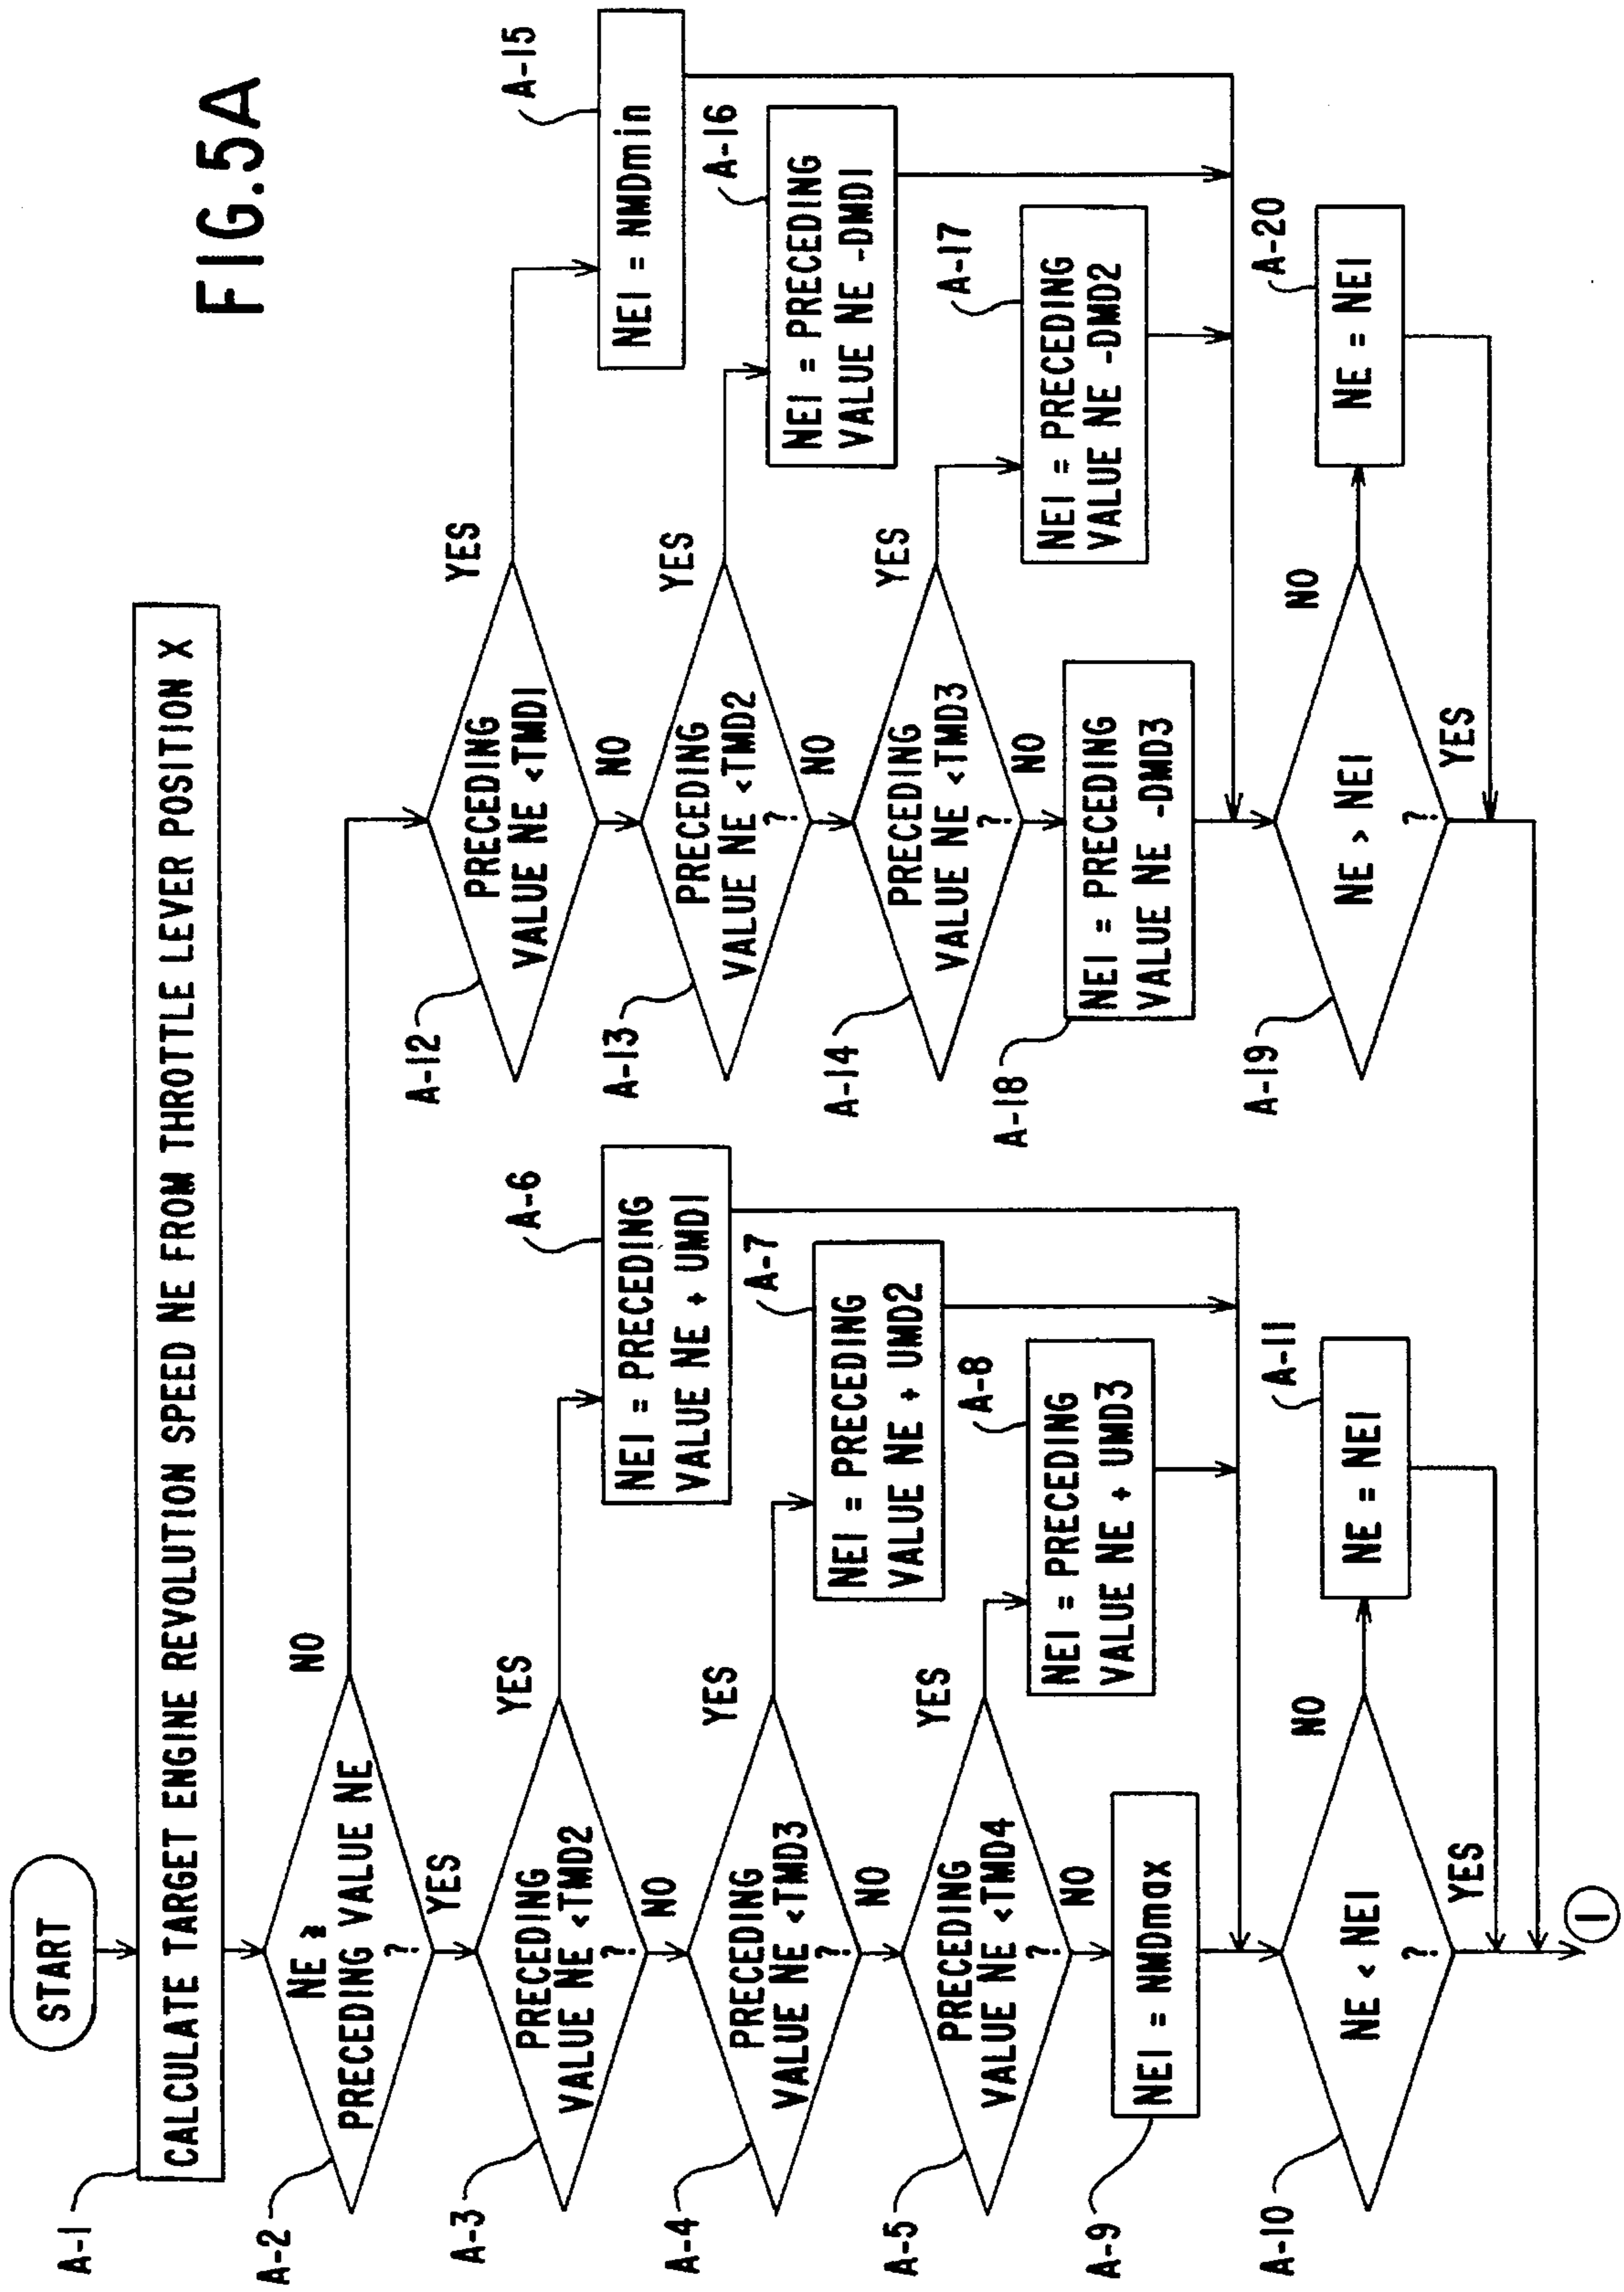 FIG.5A
START
A-1
CALCULATE TARGET ENGINE REVOLUTION SPEED NE FROM THROTTLE LEVER POSITION X
A-2
NE ≧
PRECEDING VALUE NE
?
NO
YES
A-3
PRECEDING
VALUE NE <TMD2
?
YES
NO
A-4
PRECEDING
VALUE NE <TMD3
?
YES
NO
A-5
PRECEDING
VALUE NE <TMD4
?
YES
NO
A-6
NEI = PRECEDING
VALUE NE + UMD1
A-7
NEI = PRECEDING
VALUE NE + UMD2
A-8
NEI = PRECEDING
VALUE NE + UMD3
A-9
NEI = NMDmax
A-10
NE < NEI
?
NO
YES
A-11
NE = NEI
A-12
PRECEDING
VALUE NE <TMD1
YES
NO
A-13
PRECEDING
VALUE NE <TMD2
?
YES
NO
A-14
PRECEDING
VALUE NE <TMD3
?
YES
NO
A-15
NEI = NMDmin
A-16
NEI = PRECEDING
VALUE NE -DMD1
A-17
NEI = PRECEDING
VALUE NE -DMD2
A-18
NEI = PRECEDING
VALUE NE -DMD3
A-19
NE > NEI
?
NO
YES
A-20
NE = NEI
1